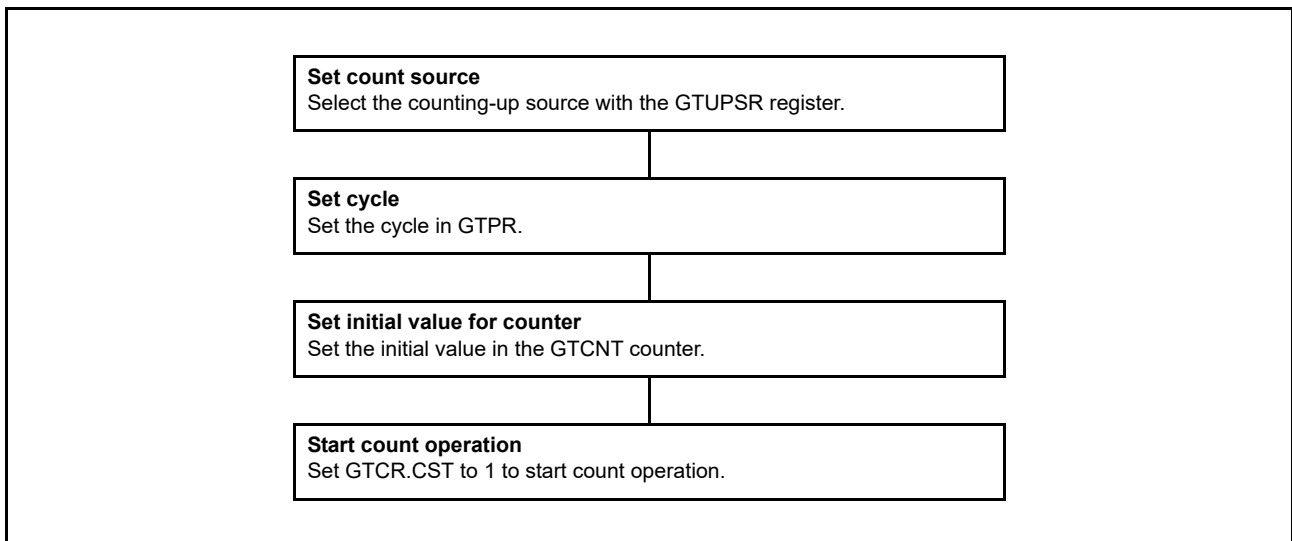 Set count source
Select the counting-up source with the GTUPSR register.
Set cycle
Set the cycle in GTPR.
Set initial value for counter
Set the initial value in the GTCNT counter.
Start count operation
Set GTCR.CST to 1 to start count operation.